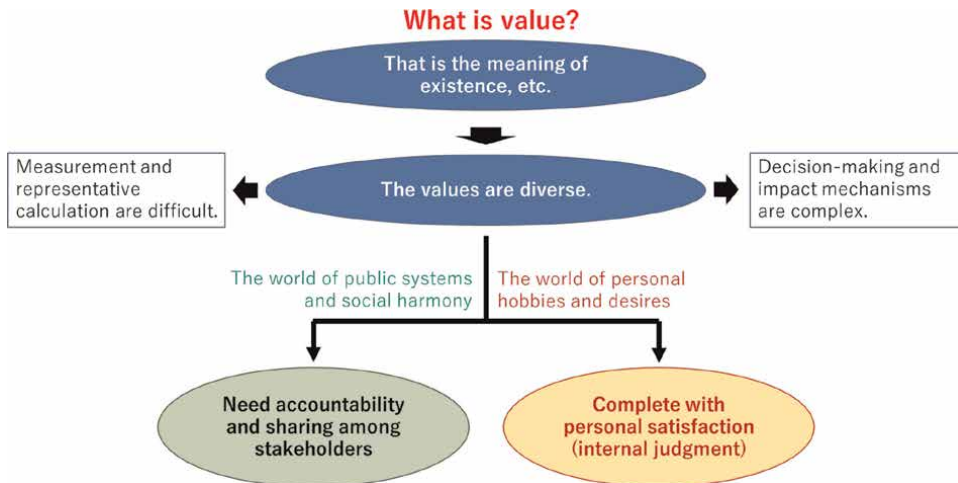 What is value?
That is the meaning of
existence, etc.
Measurement and
representative
calculation are difficult.
The values are diverse.
Decision-making and
impact mechanisms
are complex.
The world of public systems
and social harmony
The world of personal
hobbies and desires
Need accountability
and sharing among
stakeholders
Complete with
personal satisfaction
(internal judgment)